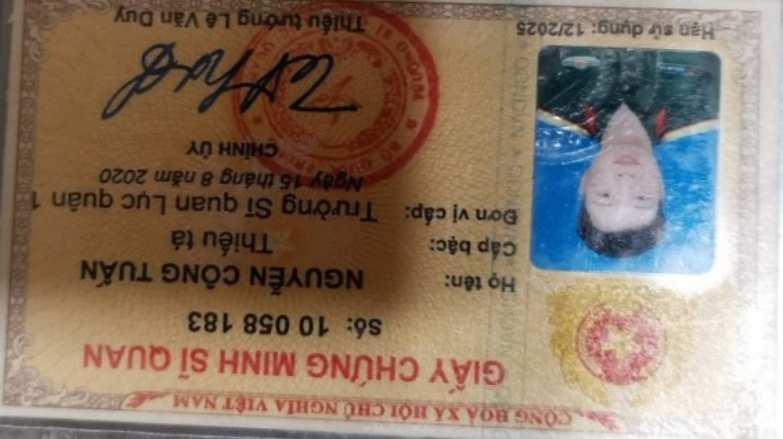 CỘNG HOÀ XÃ HỘI CHỦ NGHĨA VIỆT NAM
GIẤY CHỨNG MINH SĨ QUAN
Số: 10 058 183
Họ tên: NGUYỄN CÔNG TUẤN
Cấp bậc: Thiếu tá
Đơn vị cấp: Trường Sĩ quan Lục quân 1
Ngày 15 tháng 8 năm 2020
CHÍNH ỦY
Thiếu tướng Lê Văn Duy
Hạn sử dụng: 12/2025